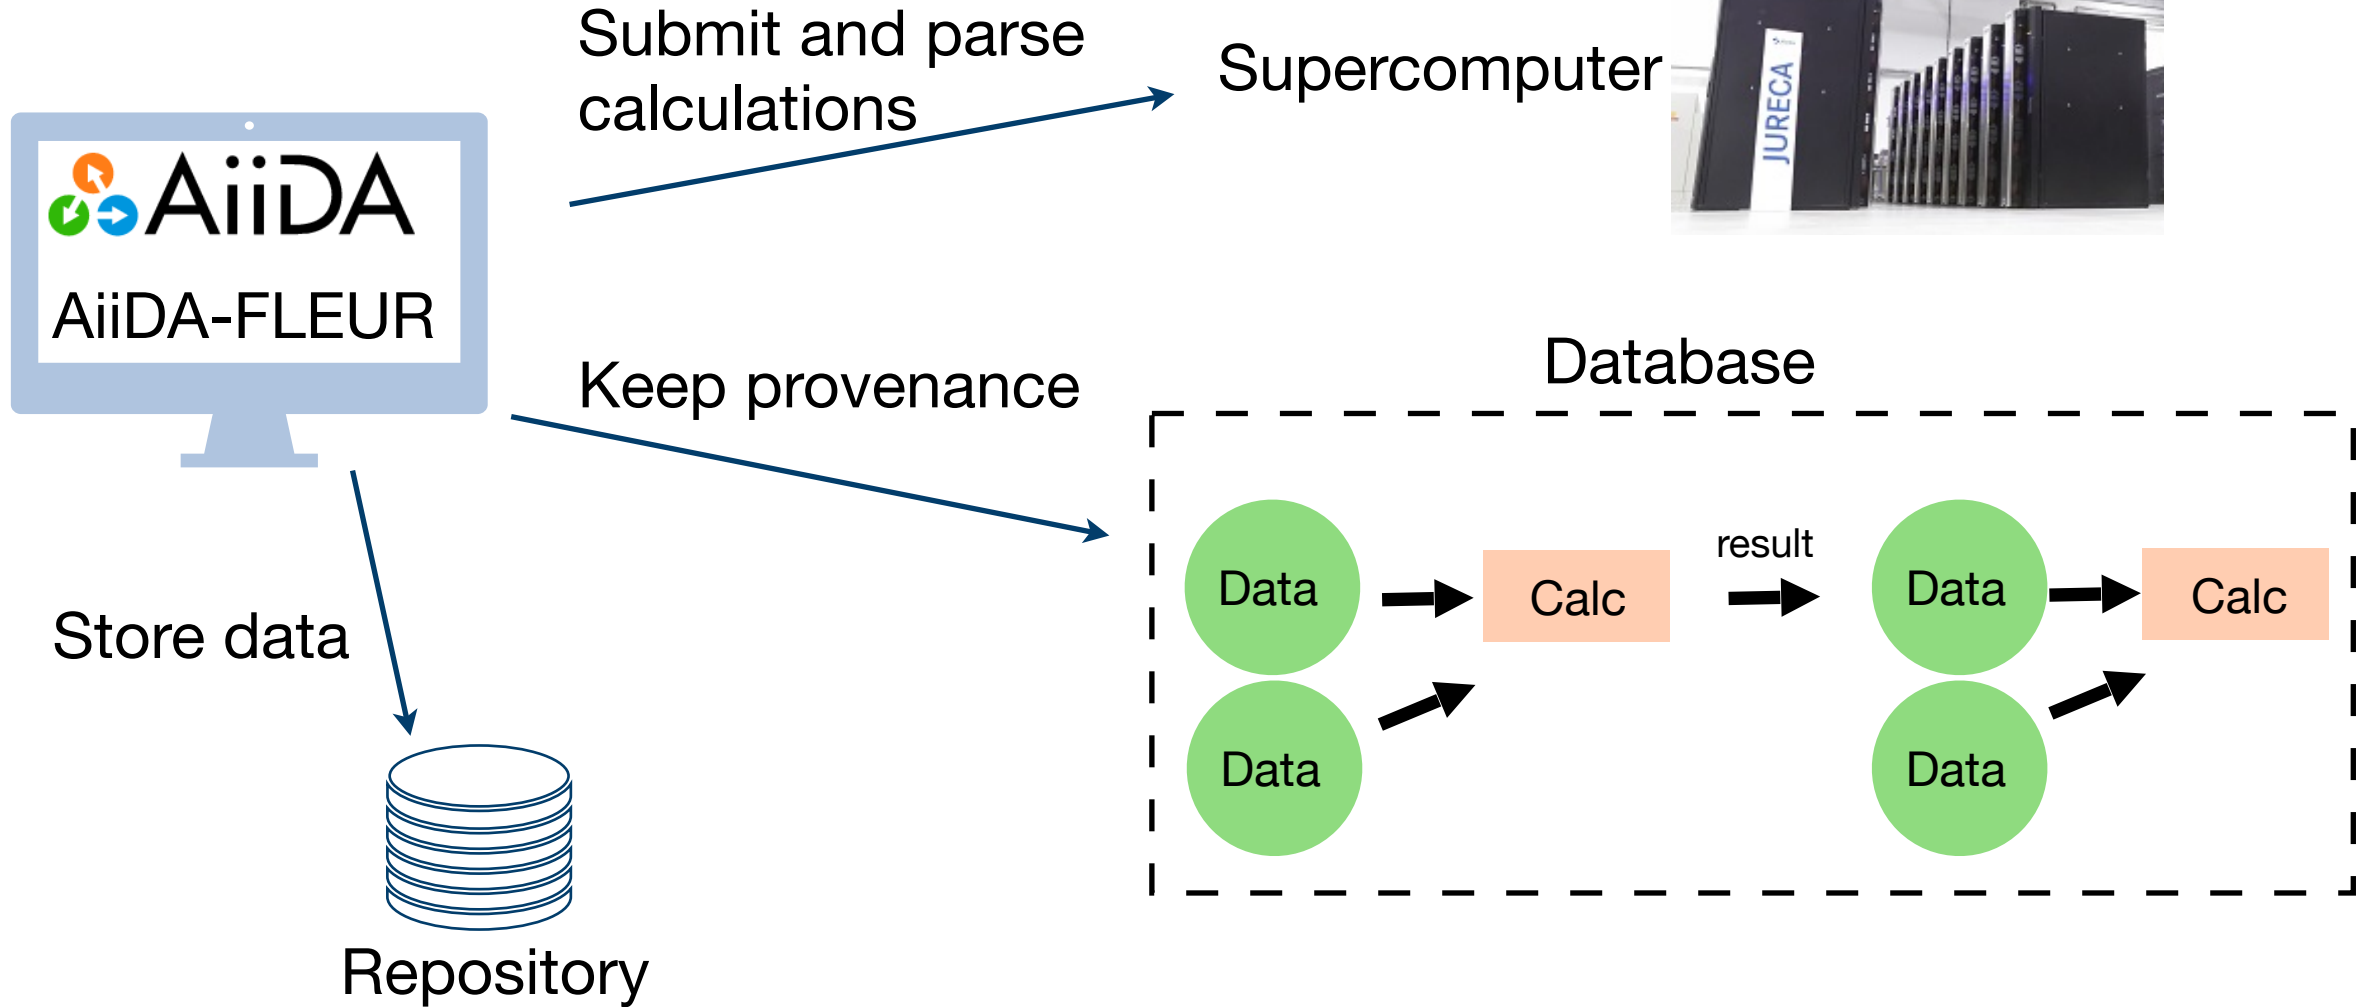 Submit and parse
calculations
Supercomputer
JURECA
AiiDA
AiiDA-FLEUR
Keep provenance
Database
Data
Calc
result
Data
Calc
Data
Data
Store data
Repository